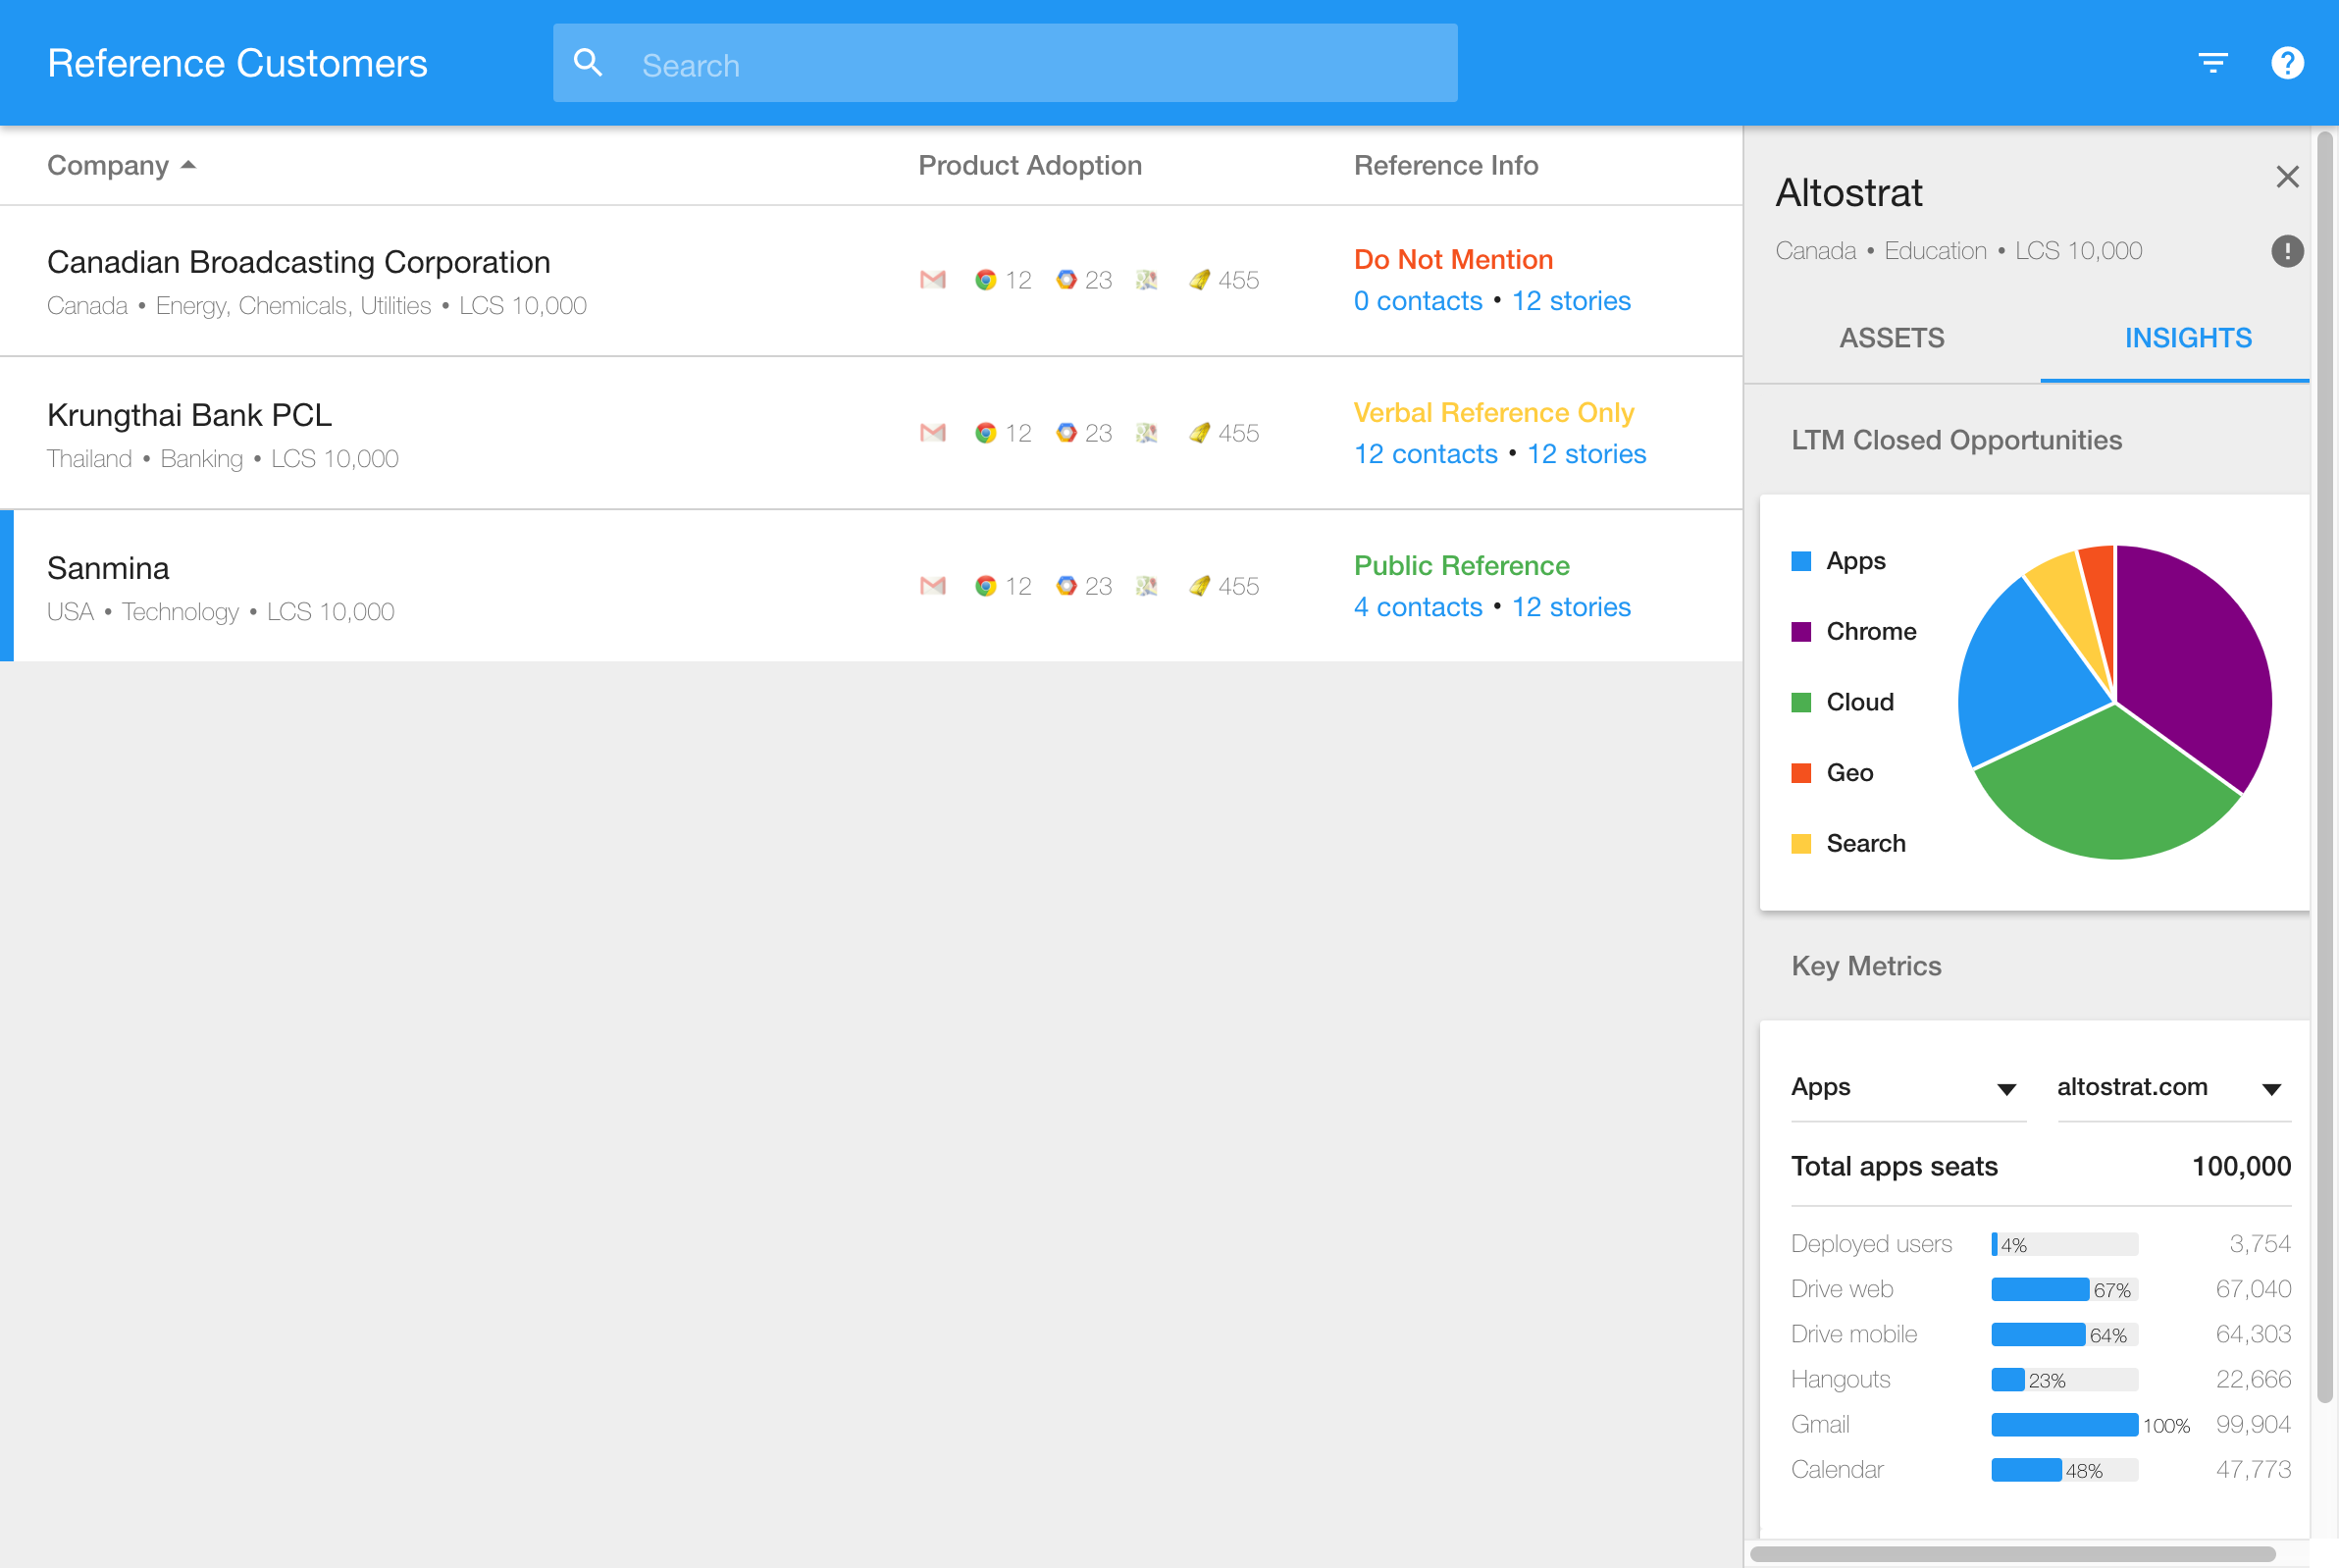 Reference Customers
Search
Company
Product Adoption
Reference Info
Canadian Broadcasting Corporation
Canada • Energy, Chemicals, Utilities • LCS 10,000
12 23 455
Do Not Mention
0 contacts • 12 stories
Krungthai Bank PCL
Thailand • Banking • LCS 10,000
12 23 455
Verbal Reference Only
12 contacts • 12 stories
Sanmina
USA • Technology • LCS 10,000
12 23 455
Public Reference
4 contacts • 12 stories
Altostrat
Canada • Education • LCS 10,000
ASSETS INSIGHTS
LTM Closed Opportunities
Apps
Chrome
Cloud
Geo
Search
Key Metrics
Apps altostrat.com
Total apps seats 100,000
Deployed users 4% 3,754
Drive web 67% 67,040
Drive mobile 64% 64,303
Hangouts 23% 22,666
Gmail 100% 99,904
Calendar 48% 47,773